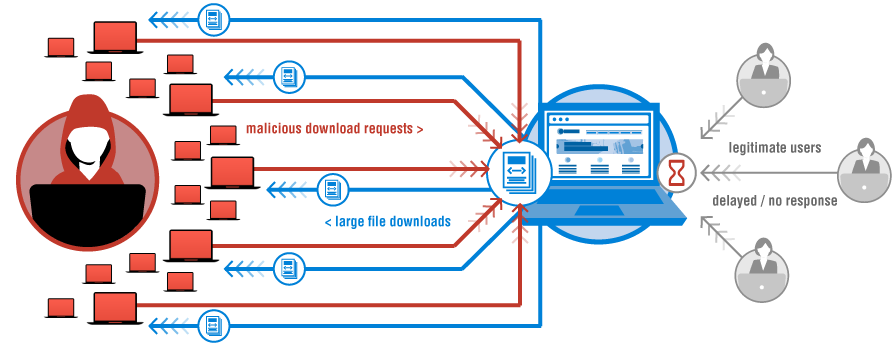 malicious download requests >
< large file downloads
legitimate users
delayed / no response